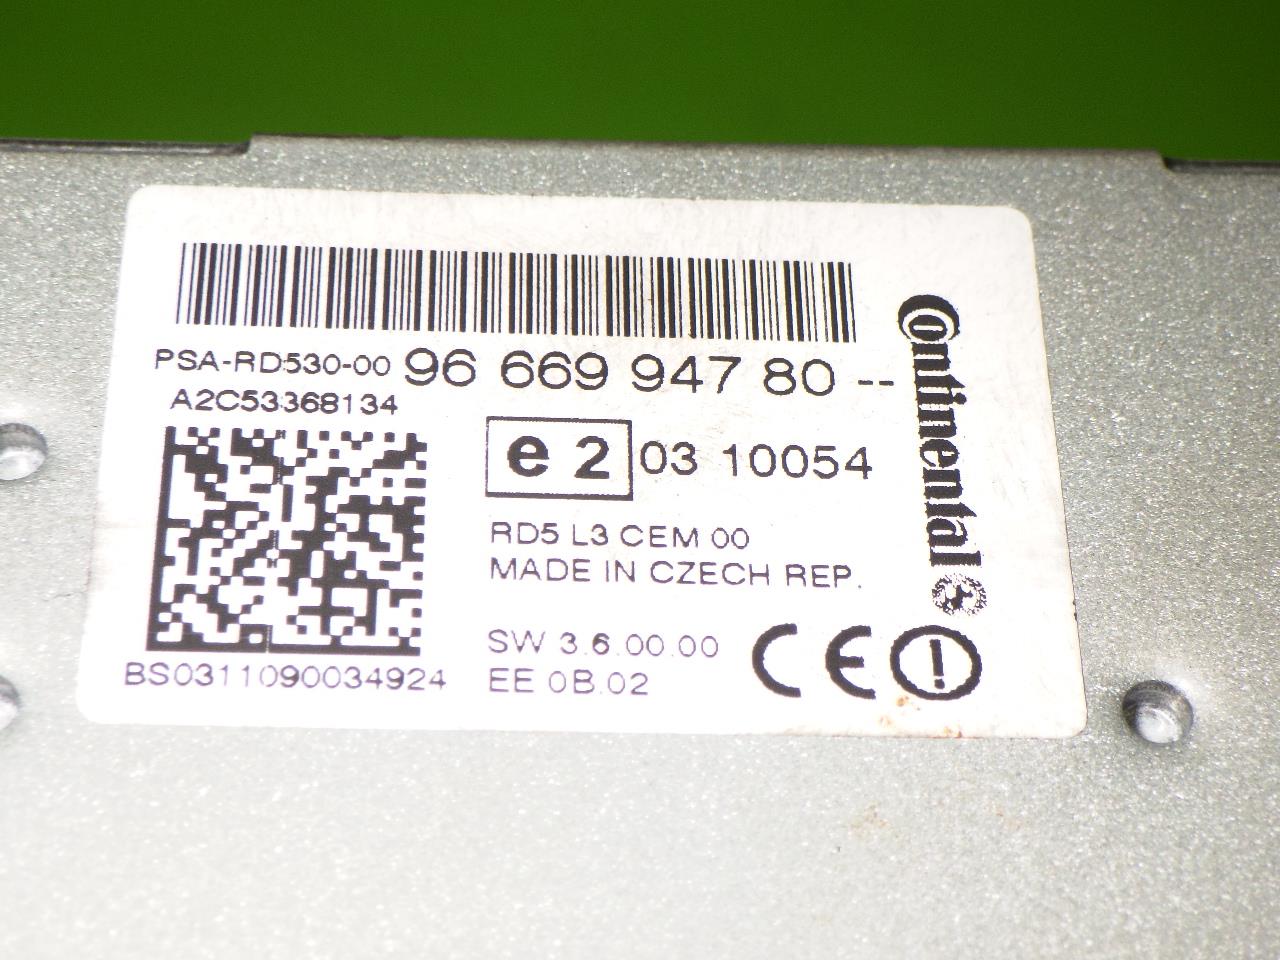 PSA-RD530-00 96 669 947 80 --
A2C53368134
e 2 03 10054
RD5 L3 CEM 00
MADE IN CZECH REP.
SW 3.6.00.00
EE 0B.02
BS0311090034924
CE
Continental